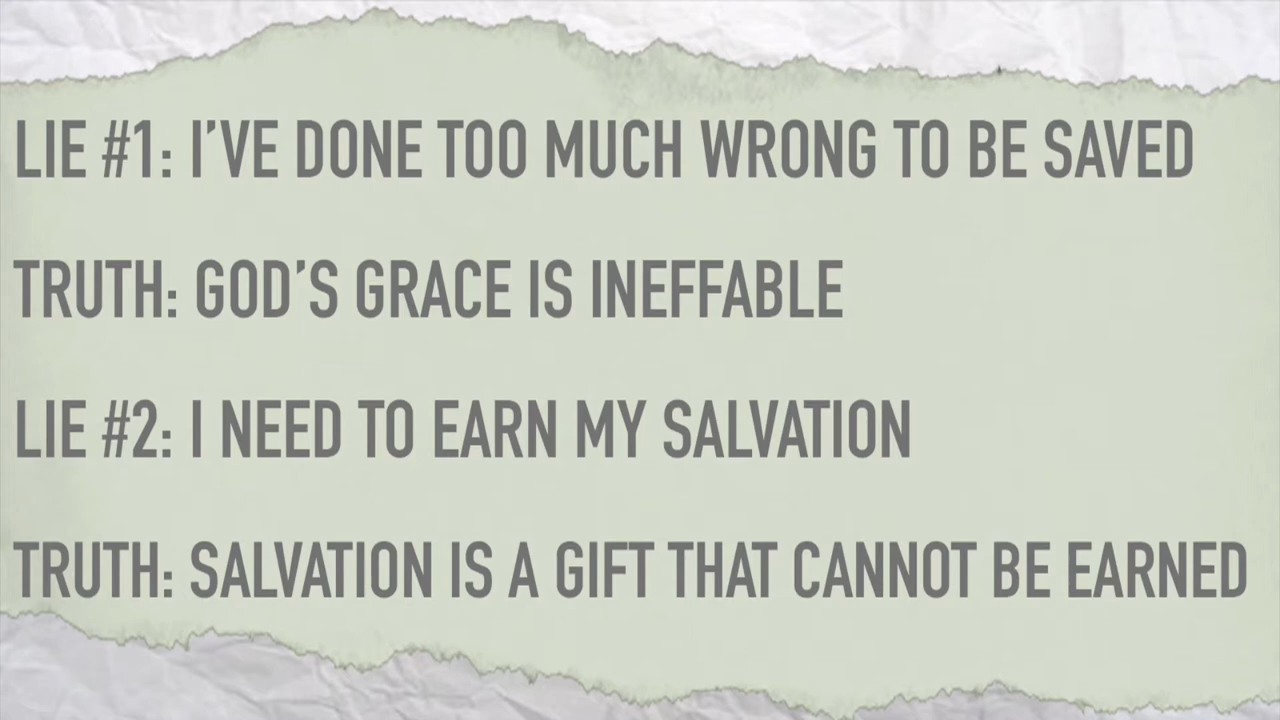 LIE #1: I'VE DONE TOO MUCH WRONG TO BE SAVED
TRUTH: GOD'S GRACE IS INEFFABLE
LIE #2: I NEED TO EARN MY SALVATION
TRUTH: SALVATION IS A GIFT THAT CANNOT BE EARNED